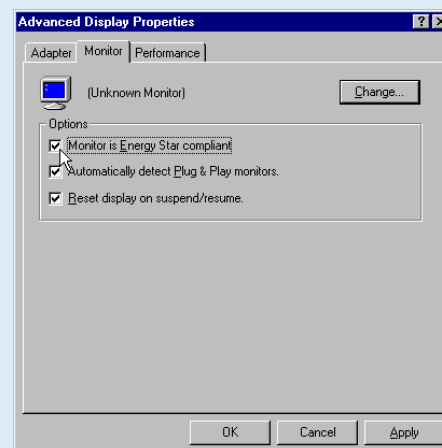 Advanced Display Properties
Adapter Monitor Performance
(Unknown Monitor) Change...
Options
Monitor is Energy Star compliant
Automatically detect Plug & Play monitors.
Reset display on suspend/resume.
OK Cancel Apply